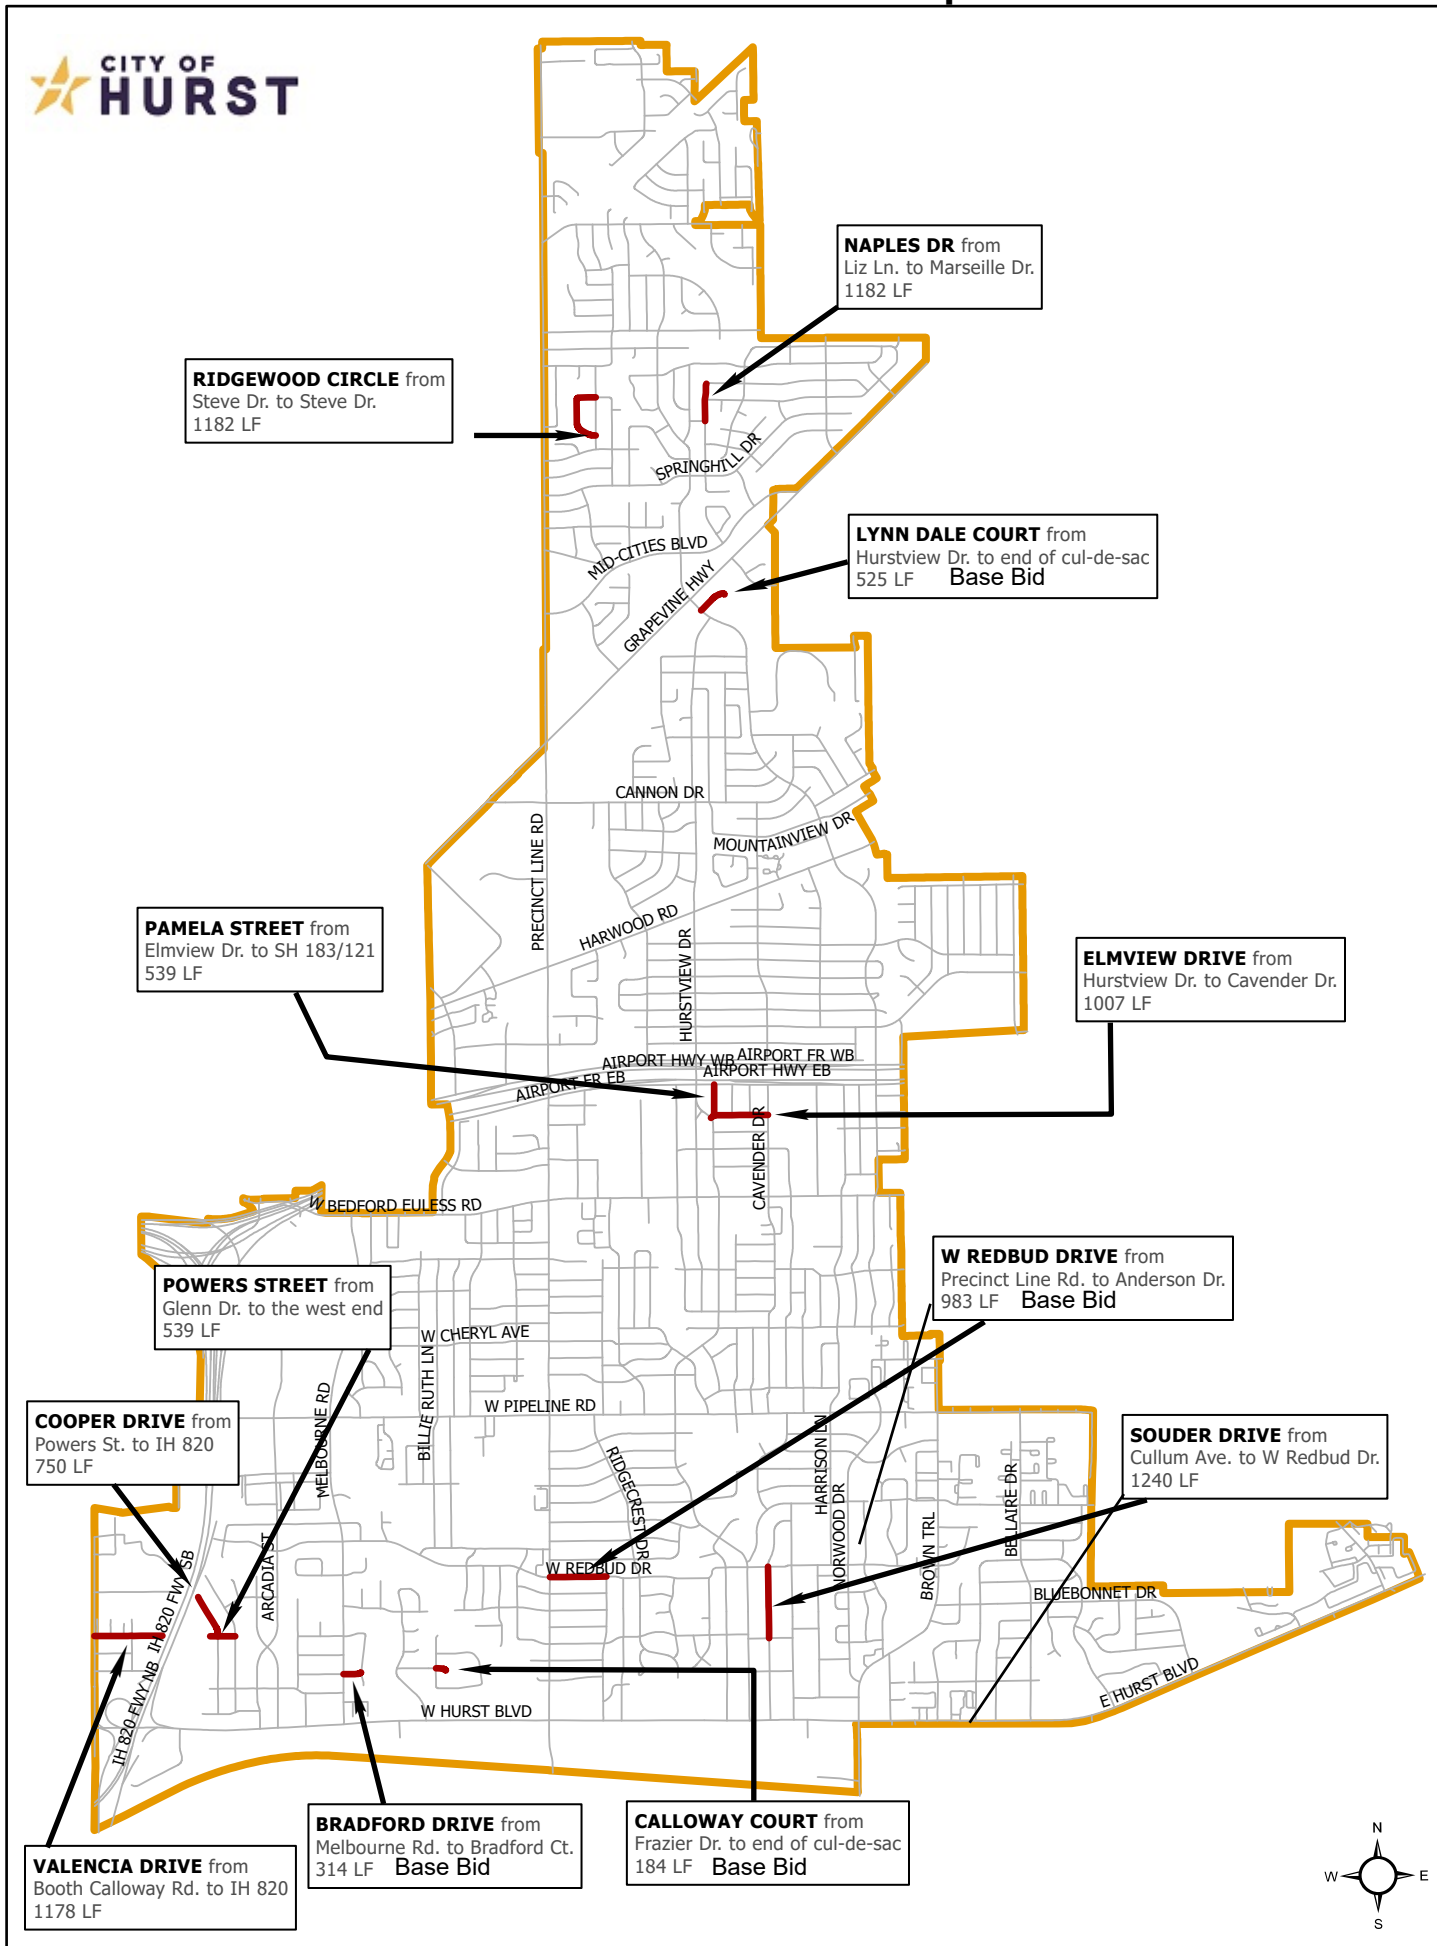 CITY OF
HURST
NAPLES DR from
Liz Ln. to Marseille Dr.
1182 LF
RIDGEWOOD CIRCLE from
Steve Dr. to Steve Dr.
1182 LF
SPRINGHILL DR
LYNN DALE COURT from
Hurstview Dr. to end of cul-de-sac
525 LF Base Bid
MID-CITIES BLVD
GRAPEVINE HWY
CANNON DR
MOUNTAINVIEW DR
PRECINCT LINE RD
HARWOOD RD
HURSTVIEW DR
PAMELA STREET from
Elmview Dr. to SH 183/121
539 LF
ELMVIEW DRIVE from
Hurstview Dr. to Cavender Dr.
1007 LF
AIRPORT HWY WB
AIRPORT FR WB
AIRPORT FR EB
AIRPORT HWY EB
CAVENDER DR
W BEDFORD EULESS RD
W REDBUD DRIVE from
Precinct Line Rd. to Anderson Dr.
983 LF Base Bid
POWERS STREET from
Glenn Dr. to the west end
539 LF
W CHERYL AVE
BILLIE RUTH LN
MELBOURNE RD
W PIPELINE RD
COOPER DRIVE from
Powers St. to IH 820
750 LF
SOUDER DRIVE from
Cullum Ave. to W Redbud Dr.
1240 LF
RIDGECREST DR
HARRISON LN
NORWOOD DR
BROWN TRL
BELLAIRE DR
ARCADIA ST
W REDBUD DR
BLUEBONNET DR
IH 820 FWY SB
IH 820 FWY NB
W HURST BLVD
E HURST BLVD
BRADFORD DRIVE from
Melbourne Rd. to Bradford Ct.
314 LF Base Bid
CALLOWAY COURT from
Frazier Dr. to end of cul-de-sac
184 LF Base Bid
VALENCIA DRIVE from
Booth Calloway Rd. to IH 820
1178 LF
N
W
E
S